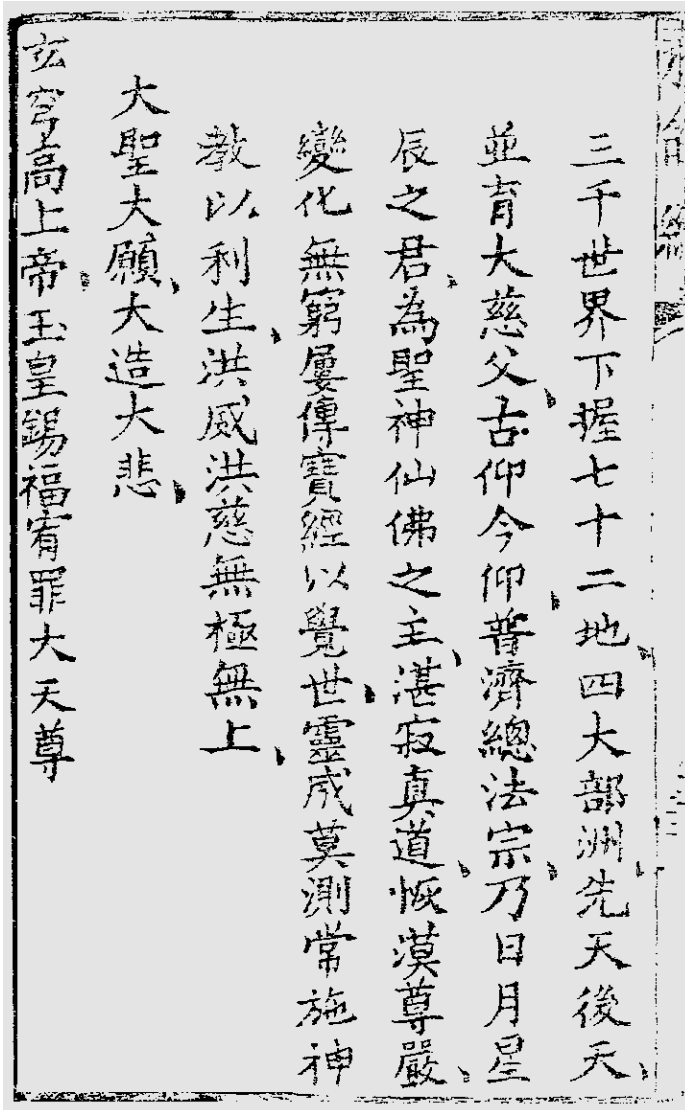 三千世界下握七十二地四大部洲先天後天
並育大慈父古仰今仰普濟總法宗乃日月星
辰之君為聖神仙佛之主湛寂真道恢漠尊嚴
變化無窮屢傳寶經以覺世靈威莫測常施神
教以利生洪威洪慈無極無上
大聖大願大造大悲
玄穹高上帝玉皇錫福宥罪大天尊